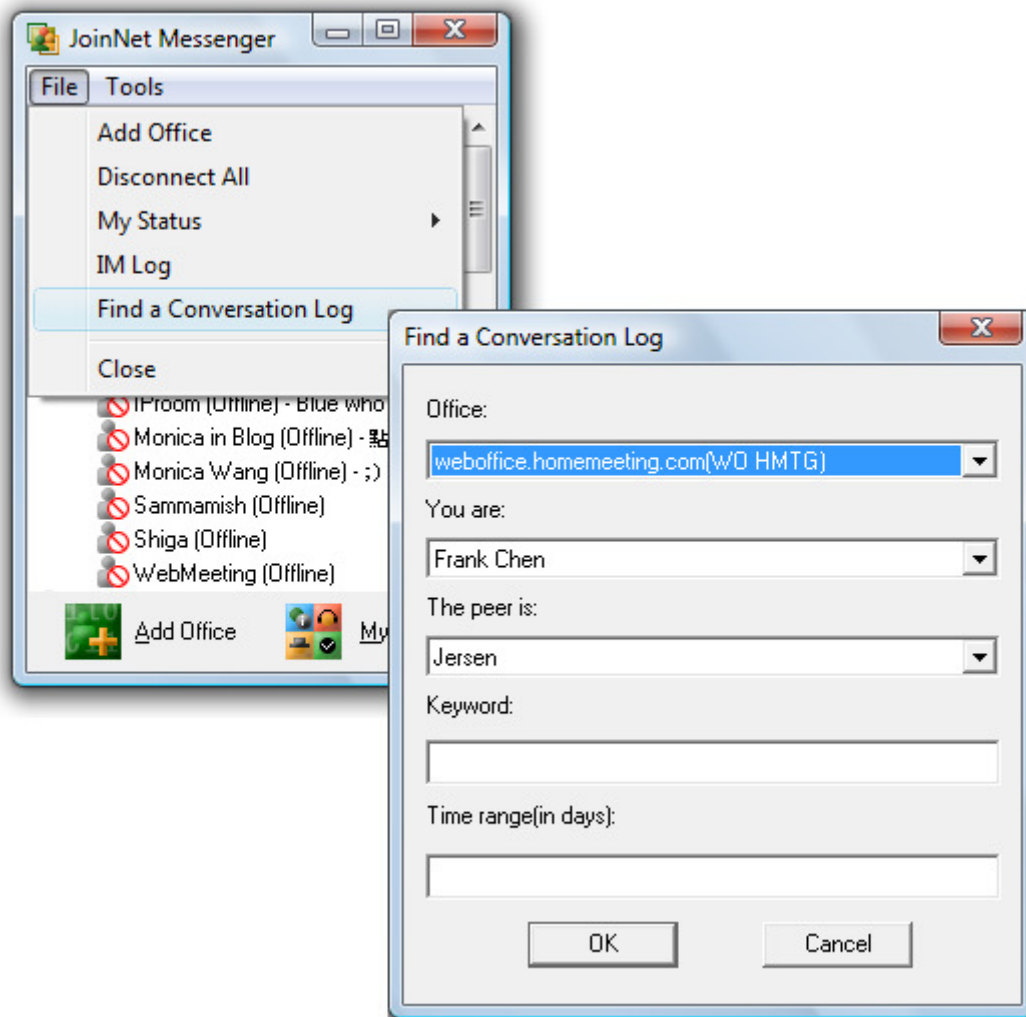 JoinNet Messenger
File Tools
Add Office
Disconnect All
My Status
IM Log
Find a Conversation Log
Close
IProom (Offline) - Blue who
Monica in Blog (Offline) - 點
Monica Wang (Offline) - ;)
Sammamish (Offline)
Shiga (Offline)
WebMeeting (Offline)
Add Office My
Find a Conversation Log
Office:
weboffice.homemeeting.com(WO HMTG)
You are:
Frank Chen
The peer is:
Jersen
Keyword:
Time range(in days):
OK Cancel